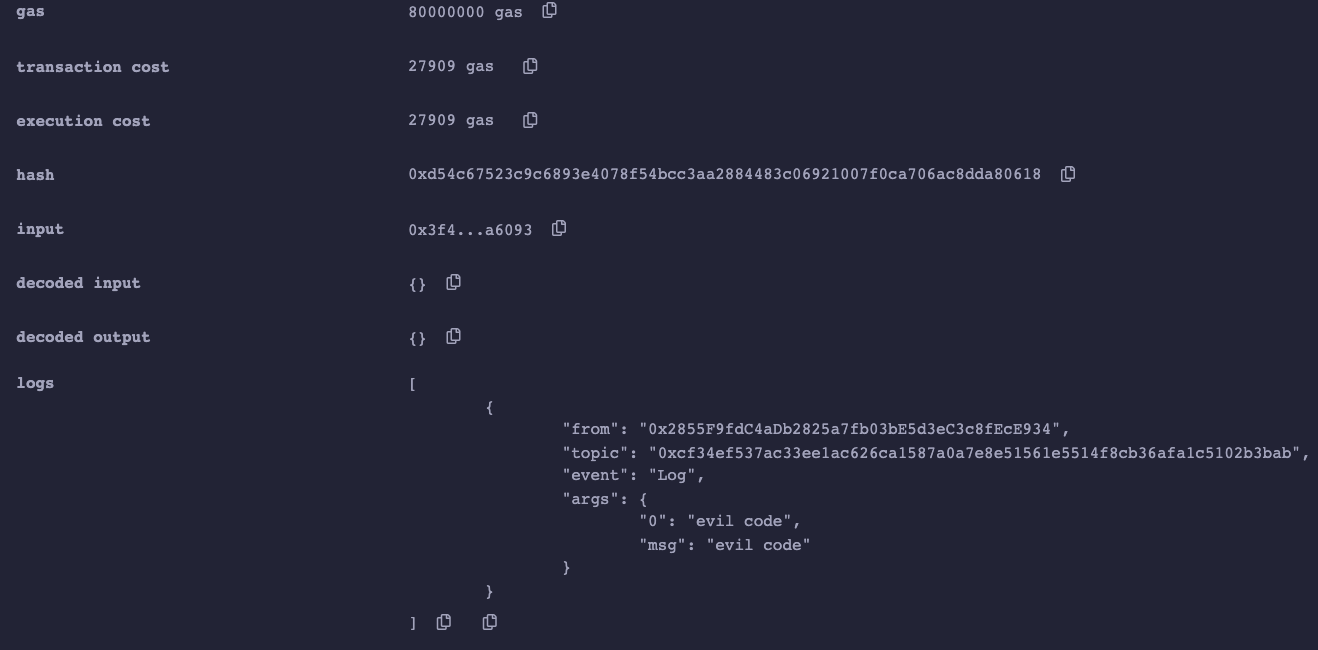 gas 80000000 gas
transaction cost 27909 gas
execution cost 27909 gas
hash 0xd54c67523c9c6893e4078f54bcc3aa2884483c06921007f0ca706ac8dda80618
input 0x3f4...a6093
decoded input {}
decoded output {}
logs [
{
"from": "0x2855F9fdC4aDb2825a7fb03bE5d3eC3c8fEcE934",
"topic": "0xcf34ef537ac33ee1ac626ca1587a0a7e8e51561e5514f8cb36afa1c5102b3bab",
"event": "Log",
"args": {
"0": "evil code",
"msg": "evil code"
}
}
]